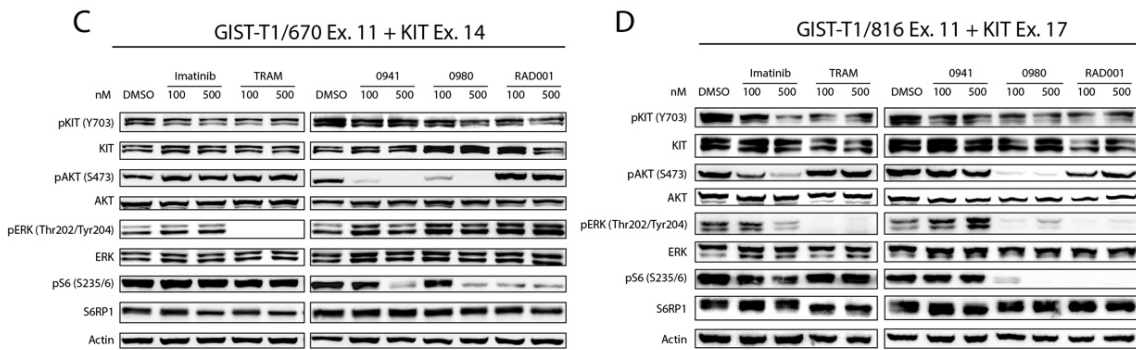 C
GIST-T1/670 Ex. 11 + KIT Ex. 14
Imatinib TRAM 0941 0980 RAD001
nM DMSO 100 500 100 500 DMSO 100 500 100 500 100 500
pKIT (Y703)
KIT
pAKT (S473)
AKT
pERK (Thr202/Tyr204)
ERK
pS6 (S235/6)
S6RP1
Actin
D
GIST-T1/816 Ex. 11 + KIT Ex. 17
Imatinib TRAM 0941 0980 RAD001
nM DMSO 100 500 100 500 DMSO 100 500 100 500 100 500
pKIT (Y703)
KIT
pAKT (S473)
AKT
pERK (Thr202/Tyr204)
ERK
pS6 (S235/6)
S6RP1
Actin